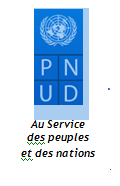 P N
U D
Au Service
des peuples
et des nations